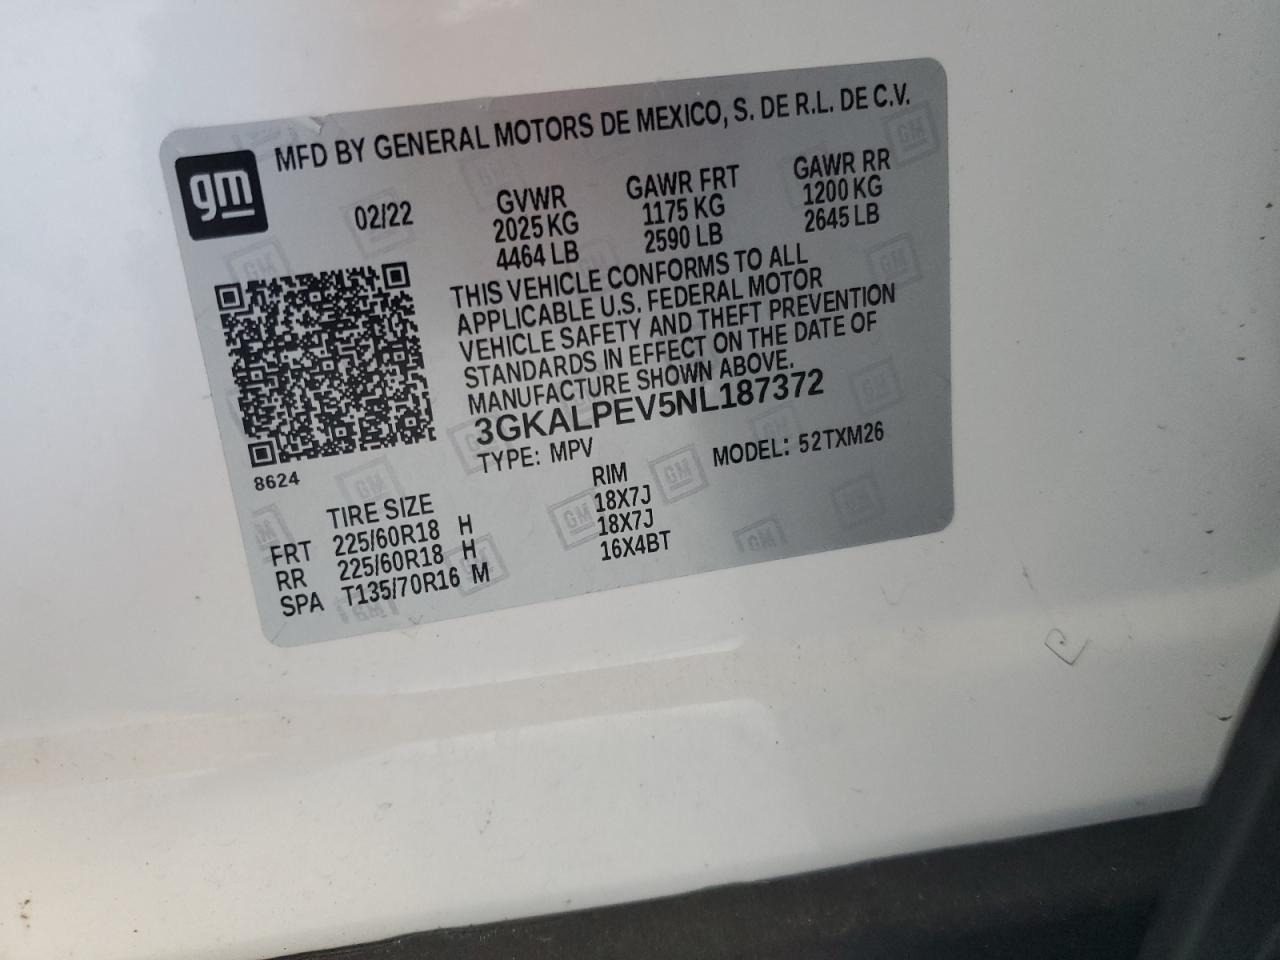 MFD BY GENERAL MOTORS DE MEXICO, S. DE R.L. DE C.V.
gm
02/22
GVWR GAWR FRT GAWR RR
2025 KG 1175 KG 1200 KG
4464 LB 2590 LB 2645 LB
THIS VEHICLE CONFORMS TO ALL
APPLICABLE U.S. FEDERAL MOTOR
VEHICLE SAFETY AND THEFT PREVENTION
STANDARDS IN EFFECT ON THE DATE OF
MANUFACTURE SHOWN ABOVE.
3GKALPEV5NL187372
TYPE: MPV MODEL: 52TXM26
8624
TIRE SIZE RIM
FRT 225/60R18 H 18X7J
RR 225/60R18 H 18X7J
SPA T135/70R16 M 16X4BT